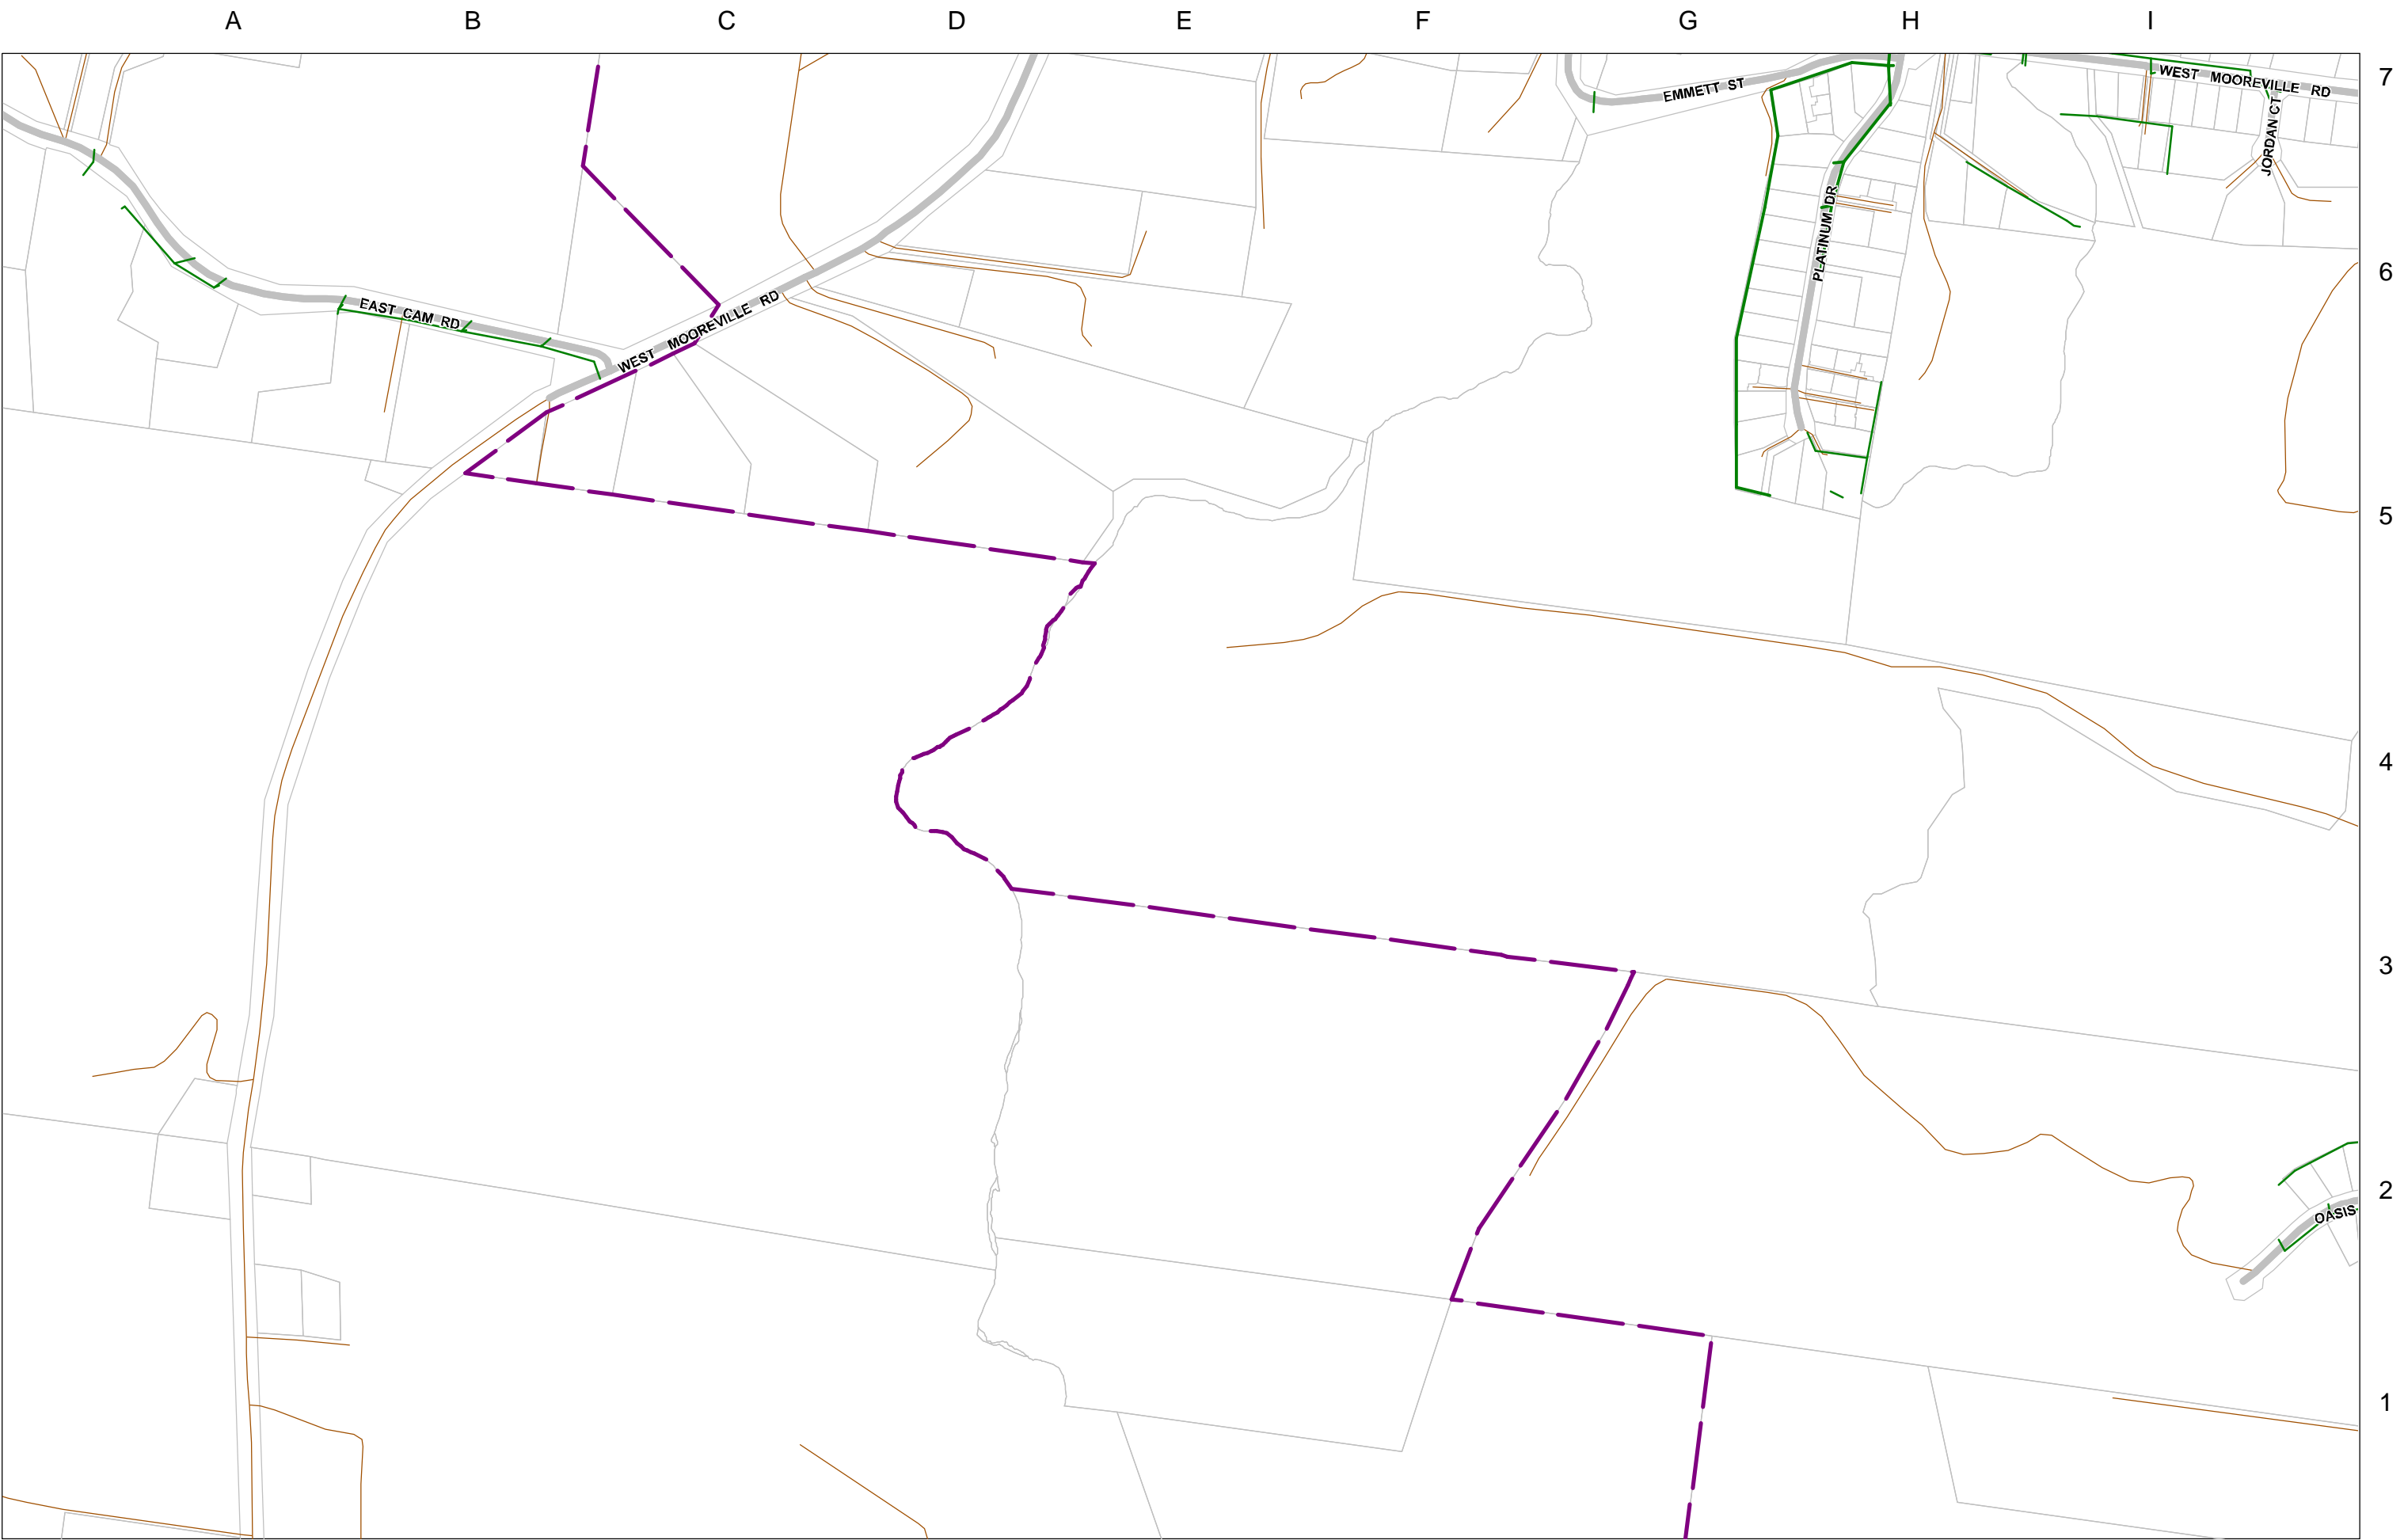 A B C D E F G H I
7
WEST MOOREVILLE RD
EMMETT ST
JORDAN CT
PLATINUM DR
6
EAST CAM RD
WEST MOOREVILLE RD
5
4
3
2
OASIS
1